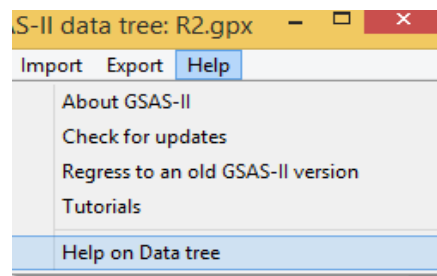 S-II data tree: R2.gpx
Import Export Help
About GSAS-II
Check for updates
Regress to an old GSAS-II version
Tutorials
Help on Data tree